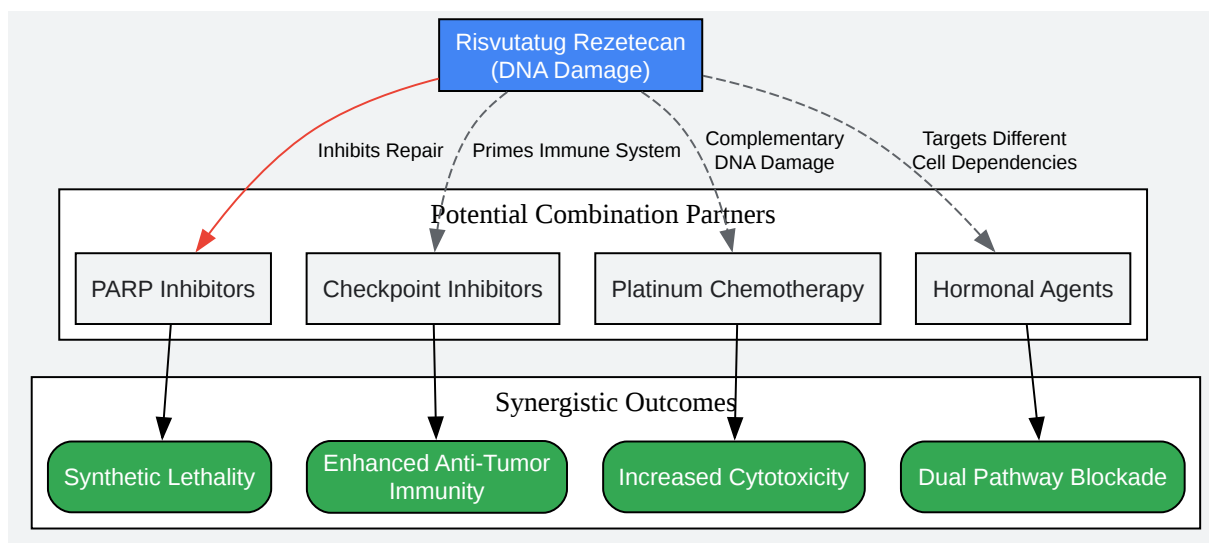 Risvutatug Rezetecan
(DNA Damage)
Inhibits Repair
Primes Immune System
Complementary
DNA Damage
Targets Different
Cell Dependencies
Potential Combination Partners
PARP Inhibitors
Checkpoint Inhibitors
Platinum Chemotherapy
Hormonal Agents
Synergistic Outcomes
Synthetic Lethality
Enhanced Anti-Tumor
Immunity
Increased Cytotoxicity
Dual Pathway Blockade